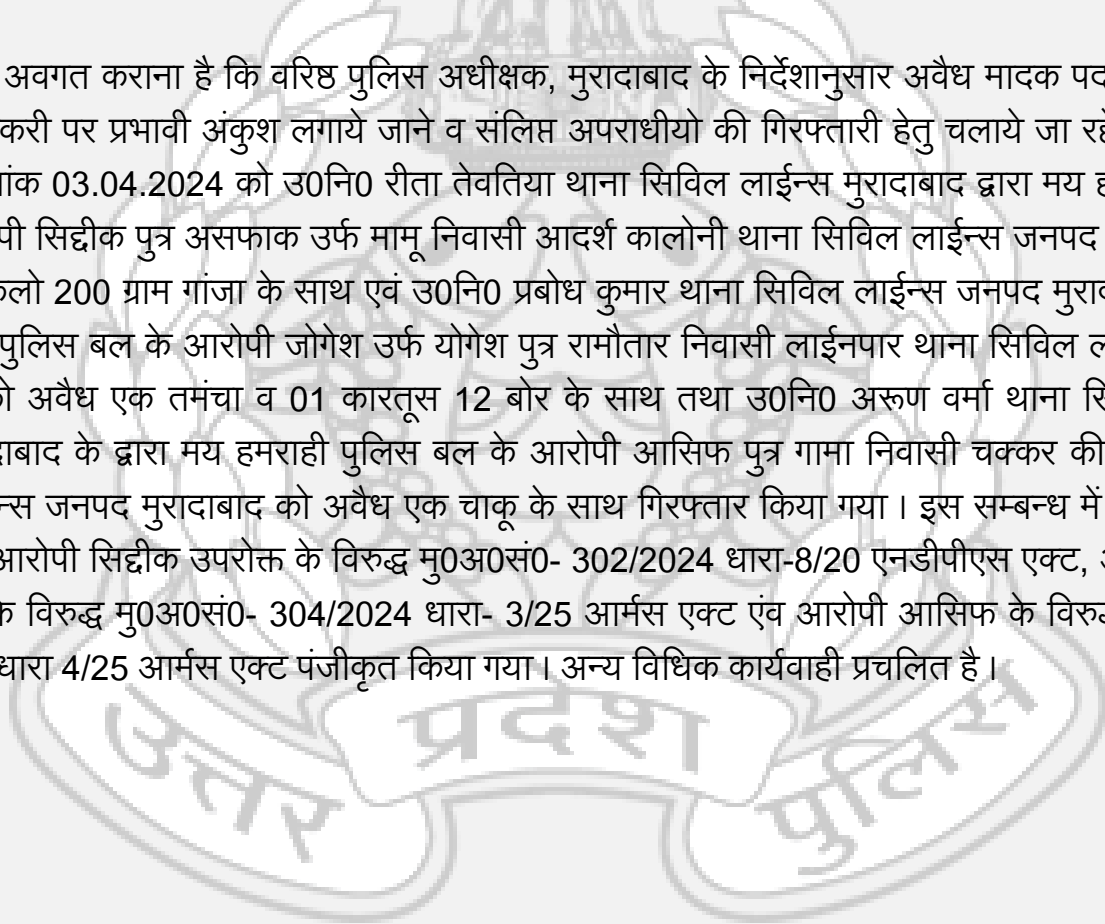 अवगत कराना है कि वरिष्ठ पुलिस अधीक्षक, मुरादाबाद के निर्देशानुसार अवैध मादक पद
करी पर प्रभावी अंकुश लगाये जाने व संलिप्त अपराधीयो की गिरफ्तारी हेतु चलाये जा रहे
ांक 03.04.2024 को उ0नि0 रीता तेवतिया थाना सिविल लाईन्स मुरादाबाद द्वारा मय ह
पी सिद्दीक पुत्र असफाक उर्फ मामू निवासी आदर्श कालोनी थाना सिविल लाईन्स जनपद
लो 200 ग्राम गांजा के साथ एवं उ0नि0 प्रबोध कुमार थाना सिविल लाईन्स जनपद मुराद
पुलिस बल के आरोपी जोगेश उर्फ योगेश पुत्र रामौतार निवासी लाईनपार थाना सिविल ल
अवैध एक तमंचा व 01 कारतूस 12 बोर के साथ तथा उ0नि0 अरूण वर्मा थाना सि
ाबाद के द्वारा मय हमराही पुलिस बल के आरोपी आसिफ पुत्र गामा निवासी चक्कर की
न्स जनपद मुरादाबाद को अवैध एक चाकू के साथ गिरफ्तार किया गया । इस सम्बन्ध में
आरोपी सिद्दीक उपरोक्त के विरुद्ध मु0अ0सं0- 302/2024 धारा-8/20 एनडीपीएस एक्ट,
के विरुद्ध मु0अ0सं0- 304/2024 धारा- 3/25 आर्मस एक्ट एंव आरोपी आसिफ के विरुद्ध
धारा 4/25 आर्मस एक्ट पंजीकृत किया गया । अन्य विधिक कार्यवाही प्रचलित है ।
उत्तर प्रदेश पुलिस